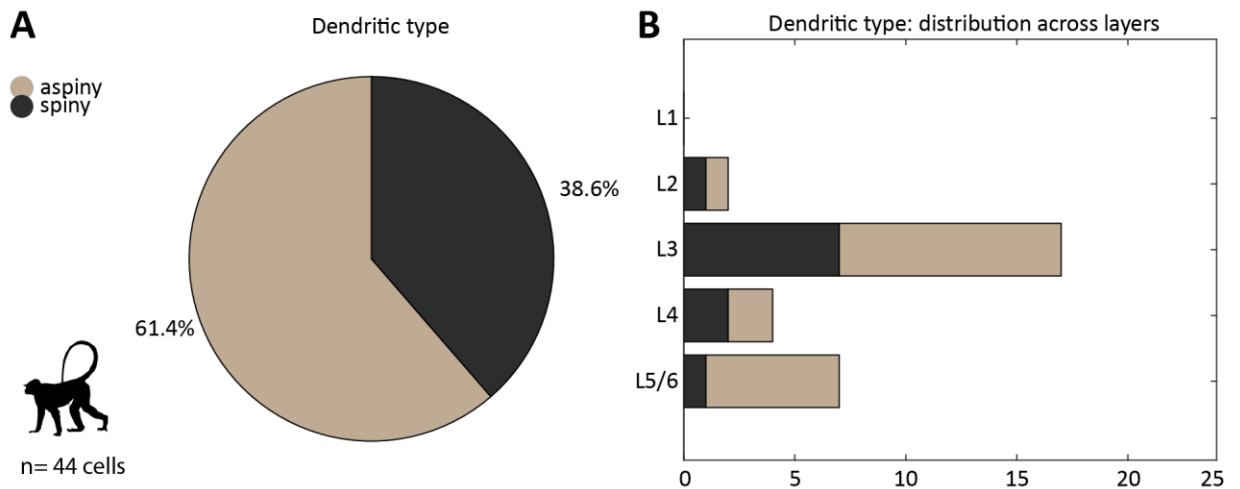 A
Dendritic type
aspiny
spiny
38.6%
61.4%
n= 44 cells
B
Dendritic type: distribution across layers
L1
L2
L3
L4
L5/6
0 5 10 15 20 25